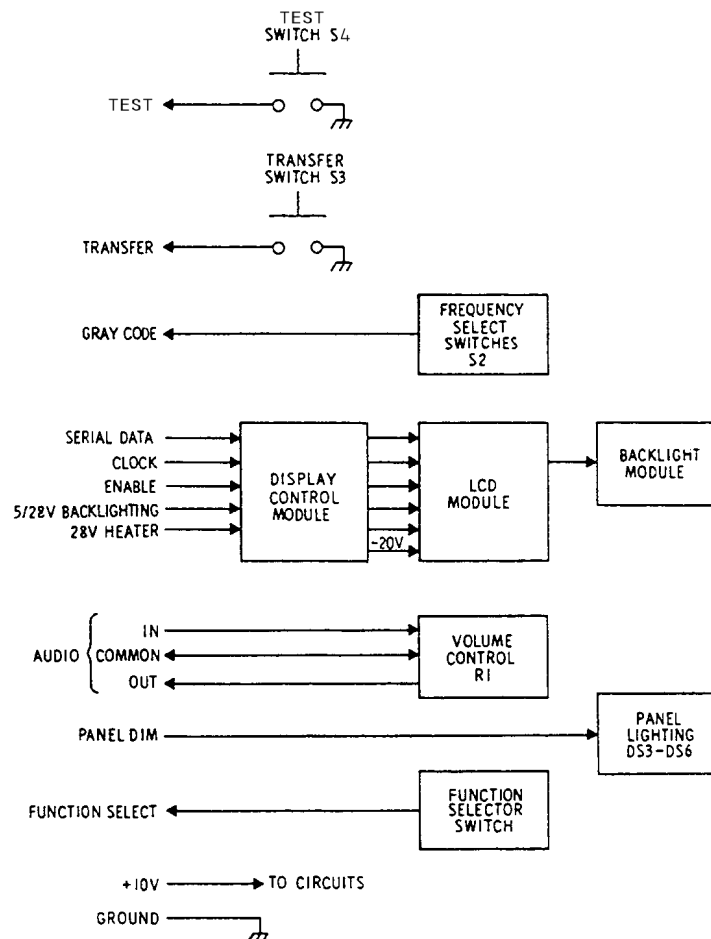 TEST
SWITCH S4
TEST
TRANSFER
SWITCH S3
TRANSFER
GRAY CODE
FREQUENCY
SELECT
SWITCHES
S2
SERIAL DATA
CLOCK
ENABLE
5/28V BACKLIGHTING
28V HEATER
DISPLAY
CONTROL
MODULE
-20V
LCD
MODULE
BACKLIGHT
MODULE
AUDIO
IN
COMMON
OUT
VOLUME
CONTROL
R1
PANEL DIM
PANEL
LIGHTING
DS3-DS6
FUNCTION SELECT
FUNCTION
SELECTOR
SWITCH
+10V
TO CIRCUITS
GROUND